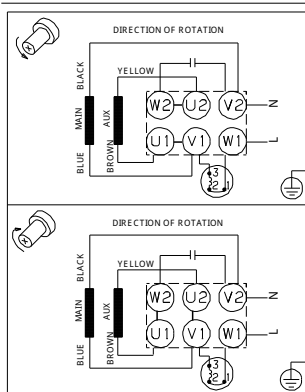 DIRECTION OF ROTATION
BLACK
YELLOW
MAIN
AUX
W2 U2 V2 N
U1 V1 W1 L
BLUE
BROWN
3
2 1
DIRECTION OF ROTATION
BLACK
YELLOW
MAIN
AUX
W2 U2 V2 N
U1 V1 W1 L
BLUE
BROWN
3
2 1